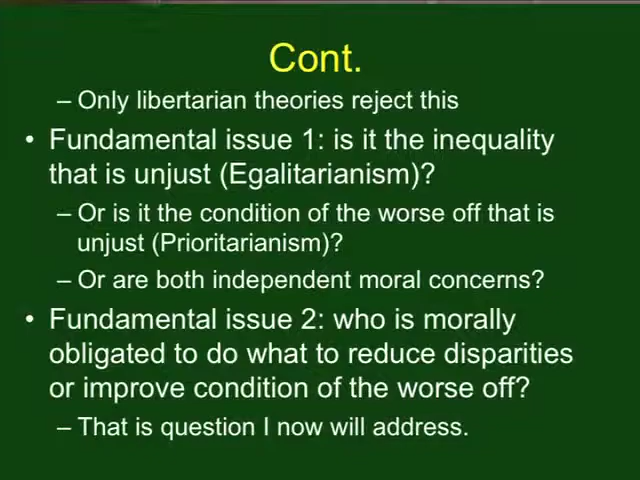 Cont.
– Only libertarian theories reject this
• Fundamental issue 1: is it the inequality
that is unjust (Egalitarianism)?
– Or is it the condition of the worse off that is
unjust (Prioritarianism)?
– Or are both independent moral concerns?
• Fundamental issue 2: who is morally
obligated to do what to reduce disparities
or improve condition of the worse off?
– That is question I now will address.